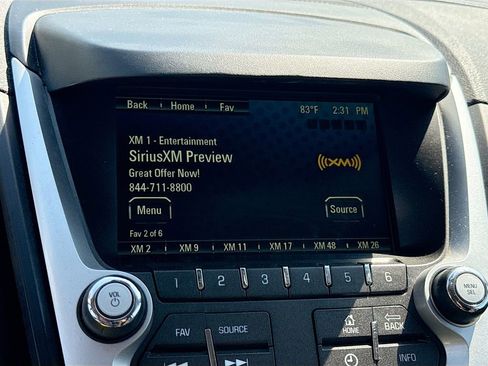 Back Home Fav 83°F 2:31 PM
XM 1 - Entertainment
SiriusXM Preview
((XM))
Great Offer Now!
844-711-8800
Menu Source
Fav 2 of 6
XM 2 XM 9 XM 11 XM 17 XM 48 XM 26
1 2 3 4 5 6
VOL
MENU
SEL
FAV SOURCE HOME BACK
INFO